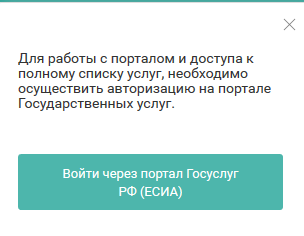 Для работы с порталом и доступа к
полному списку услуг, необходимо
осуществить авторизацию на портале
Государственных услуг.
Войти через портал Госуслуг
РФ (ЕСИА)